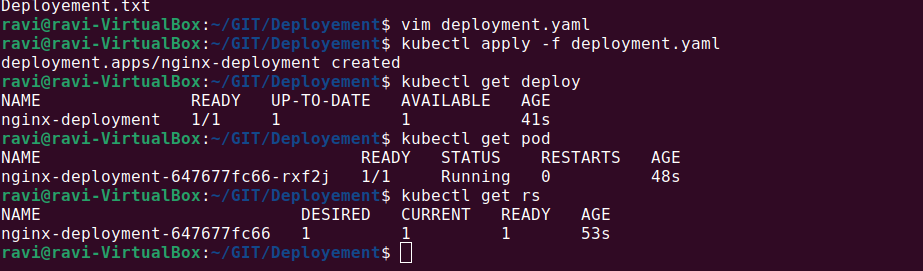 Deployement.txt
ravi@ravi-VirtualBox:~/GIT/Deployement$ vim deployment.yaml
ravi@ravi-VirtualBox:~/GIT/Deployement$ kubectl apply -f deployment.yaml
deployment.apps/nginx-deployment created
ravi@ravi-VirtualBox:~/GIT/Deployement$ kubectl get deploy
NAME               READY   UP-TO-DATE   AVAILABLE   AGE
nginx-deployment   1/1     1            1           41s
ravi@ravi-VirtualBox:~/GIT/Deployement$ kubectl get pod
NAME                                READY   STATUS    RESTARTS   AGE
nginx-deployment-647677fc66-rxf2j   1/1     Running   0          48s
ravi@ravi-VirtualBox:~/GIT/Deployement$ kubectl get rs
NAME                          DESIRED   CURRENT   READY   AGE
nginx-deployment-647677fc66   1         1         1       53s
ravi@ravi-VirtualBox:~/GIT/Deployement$